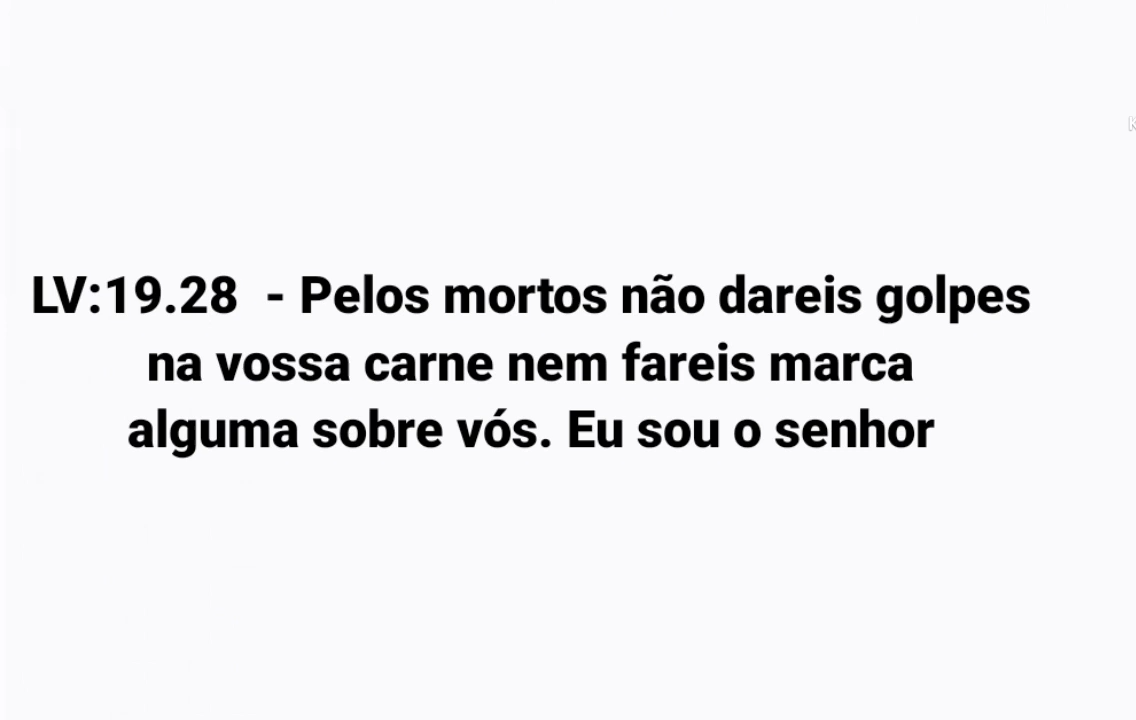 LV:19.28 - Pelos mortos não dareis golpes
na vossa carne nem fareis marca
alguma sobre vós. Eu sou o senhor